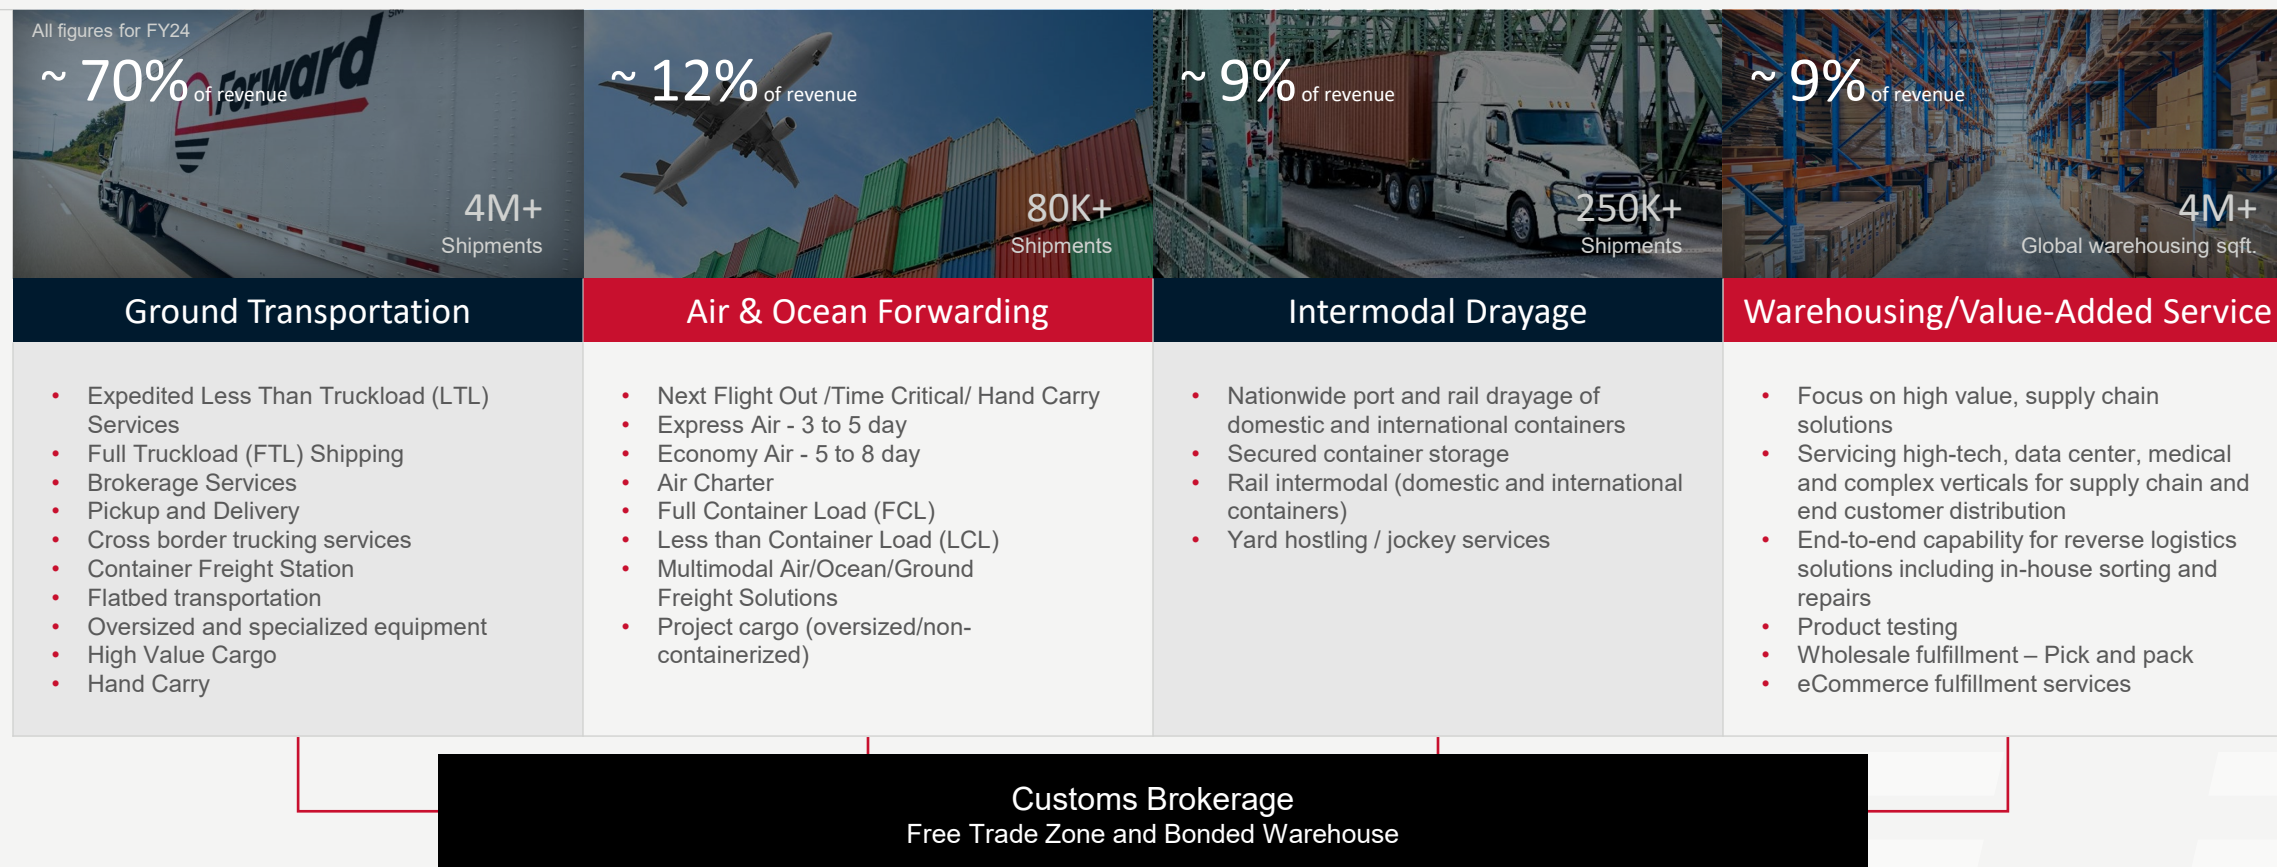 All figures for FY24
~ 70% of revenue
Forward
SM
4M+
Shipments
Ground Transportation
• Expedited Less Than Truckload (LTL)
Services
• Full Truckload (FTL) Shipping
• Brokerage Services
• Pickup and Delivery
• Cross border trucking services
• Container Freight Station
• Flatbed transportation
• Oversized and specialized equipment
• High Value Cargo
• Hand Carry
~ 12% of revenue
80K+
Shipments
Air & Ocean Forwarding
• Next Flight Out /Time Critical/ Hand Carry
• Express Air - 3 to 5 day
• Economy Air - 5 to 8 day
• Air Charter
• Full Container Load (FCL)
• Less than Container Load (LCL)
• Multimodal Air/Ocean/Ground
Freight Solutions
• Project cargo (oversized/non-
containerized)
~ 9% of revenue
250K+
Shipments
Intermodal Drayage
• Nationwide port and rail drayage of
domestic and international containers
• Secured container storage
• Rail intermodal (domestic and international
containers)
• Yard hostling / jockey services
~ 9% of revenue
4M+
Global warehousing sqft.
Warehousing/Value-Added Service
• Focus on high value, supply chain
solutions
• Servicing high-tech, data center, medical
and complex verticals for supply chain and
end customer distribution
• End-to-end capability for reverse logistics
solutions including in-house sorting and
repairs
• Product testing
• Wholesale fulfillment – Pick and pack
• eCommerce fulfillment services
Customs Brokerage
Free Trade Zone and Bonded Warehouse